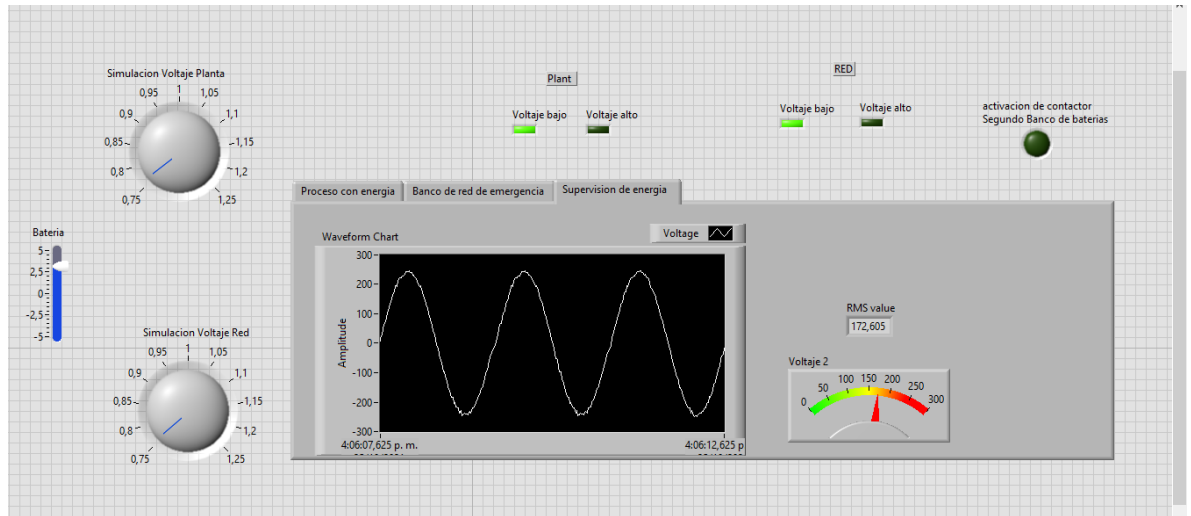 Simulacion Voltaje Planta
0,75
0,8
0,85
0,9
0,95
1
1,05
1,1
1,15
1,2
1,25
Plant
Voltaje bajo
Voltaje alto
RED
Voltaje bajo
Voltaje alto
activacion de contactor
Segundo Banco de baterias
Bateria
5
2,5
0
-2,5
-5
Simulacion Voltaje Red
0,75
0,8
0,85
0,9
0,95
1
1,05
1,1
1,15
1,2
1,25
Proceso con energia
Banco de red de emergencia
Supervision de energia
Waveform Chart
Voltage
Amplitude
300
200
100
0
-100
-200
-300
4:06:07,625 p. m.
4:06:12,625 p
RMS value
172,605
Voltaje 2
0
50
100
150
200
250
300